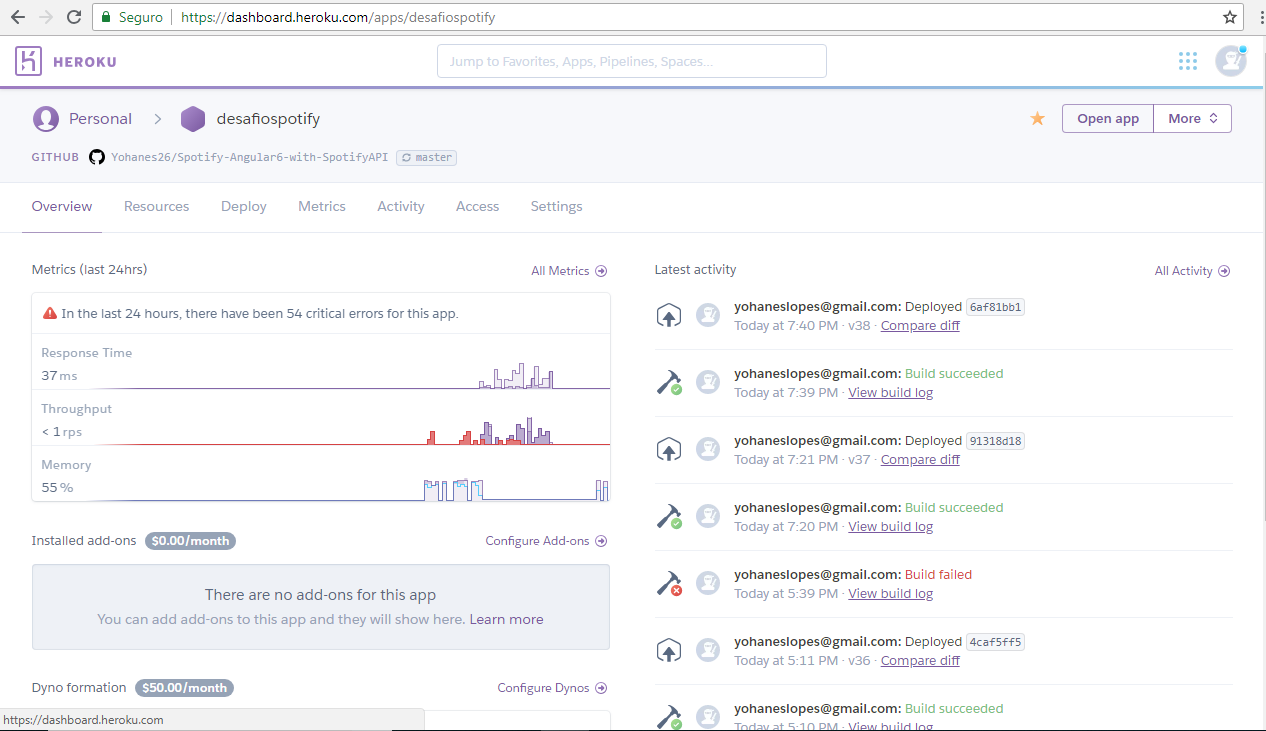 Seguro https://dashboard.heroku.com/apps/desafiospotify
HEROKU
Jump to Favorites, Apps, Pipelines, Spaces...
Personal desafiospotify
Open app More
GITHUB Yohanes26/Spotify-Angular6-with-SpotifyAPI master
Overview Resources Deploy Metrics Activity Access Settings
Metrics (last 24hrs) All Metrics
In the last 24 hours, there have been 54 critical errors for this app.
Response Time
37 ms
Throughput
< 1 rps
Memory
55 %
Installed add-ons $0.00/month Configure Add-ons
There are no add-ons for this app
You can add add-ons to this app and they will show here. Learn more
Dyno formation $50.00/month Configure Dynos
Latest activity All Activity
yohaneslopes@gmail.com: Deployed 6af81bb1
Today at 7:40 PM · v38 · Compare diff
yohaneslopes@gmail.com: Build succeeded
Today at 7:39 PM · View build log
yohaneslopes@gmail.com: Deployed 91318d18
Today at 7:21 PM · v37 · Compare diff
yohaneslopes@gmail.com: Build succeeded
Today at 7:20 PM · View build log
yohaneslopes@gmail.com: Build failed
Today at 5:39 PM · View build log
yohaneslopes@gmail.com: Deployed 4caf5ff5
Today at 5:11 PM · v36 · Compare diff
yohaneslopes@gmail.com: Build succeeded
Today at 5:10 PM · View build log
https://dashboard.heroku.com